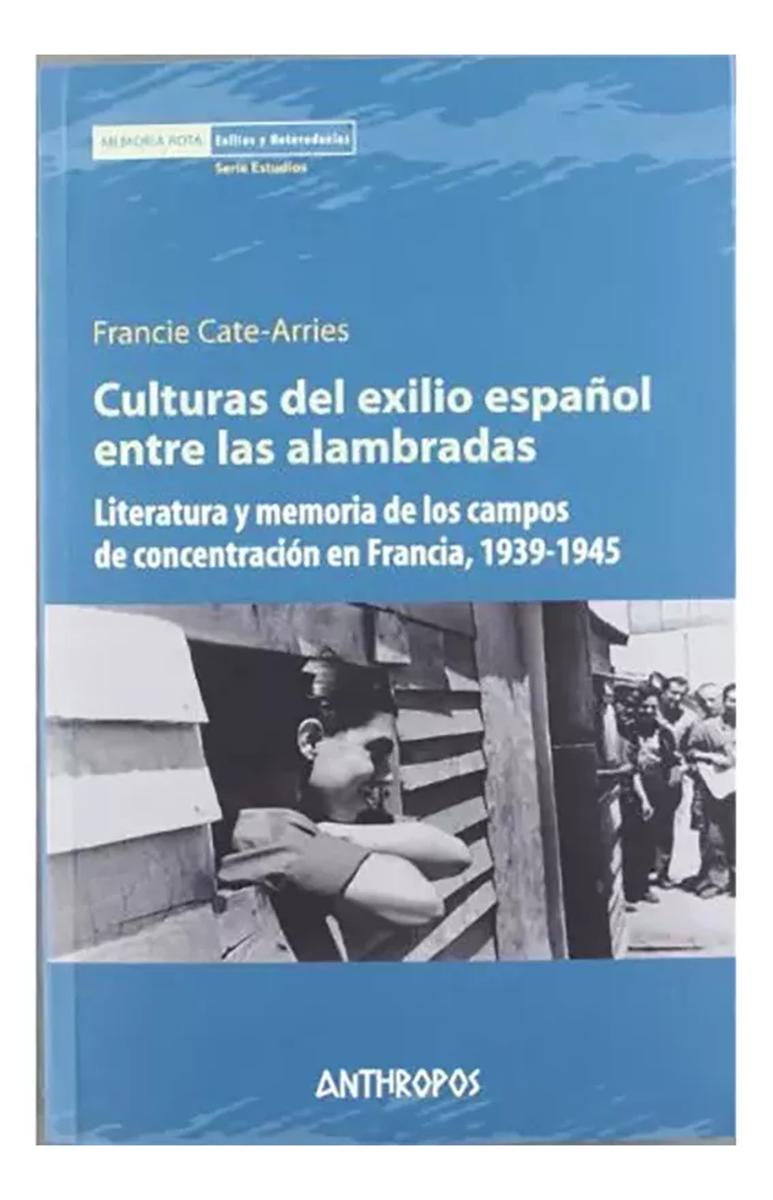 MEMORIA ROTA Exilios y Heterodoxias
Serie Estudios
Francie Cate-Arries
Culturas del exilio español
entre las alambradas
Literatura y memoria de los campos
de concentración en Francia, 1939-1945
ANTHROPOS